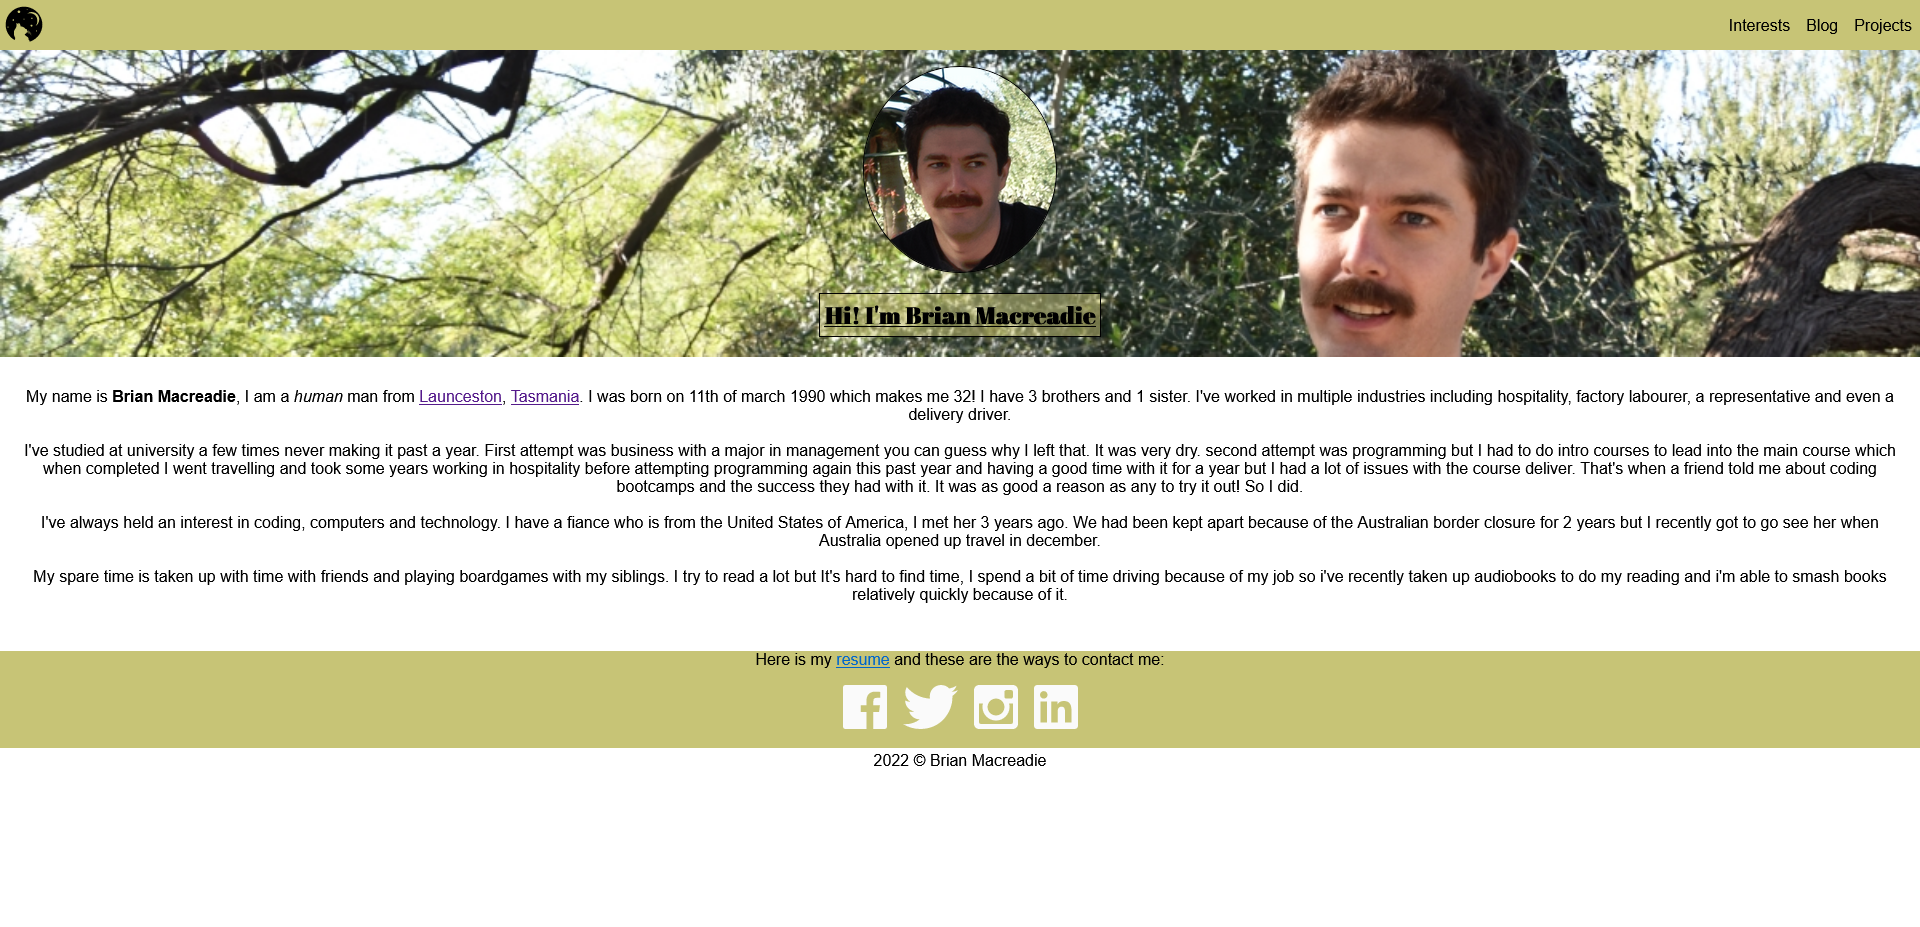 Interests Blog Projects
Hi! I'm Brian Macreadie
My name is Brian Macreadie, I am a human man from Launceston, Tasmania. I was born on 11th of march 1990 which makes me 32! I have 3 brothers and 1 sister. I've worked in multiple industries including hospitality, factory labourer, a representative and even a
delivery driver.
I've studied at university a few times never making it past a year. First attempt was business with a major in management you can guess why I left that. It was very dry. second attempt was programming but I had to do intro courses to lead into the main course which
when completed I went travelling and took some years working in hospitality before attempting programming again this past year and having a good time with it for a year but I had a lot of issues with the course deliver. That's when a friend told me about coding
bootcamps and the success they had with it. It was as good a reason as any to try it out! So I did.
I've always held an interest in coding, computers and technology. I have a fiance who is from the United States of America, I met her 3 years ago. We had been kept apart because of the Australian border closure for 2 years but I recently got to go see her when
Australia opened up travel in december.
My spare time is taken up with time with friends and playing boardgames with my siblings. I try to read a lot but It's hard to find time, I spend a bit of time driving because of my job so i've recently taken up audiobooks to do my reading and i'm able to smash books
relatively quickly because of it.
Here is my resume and these are the ways to contact me:
2022 © Brian Macreadie